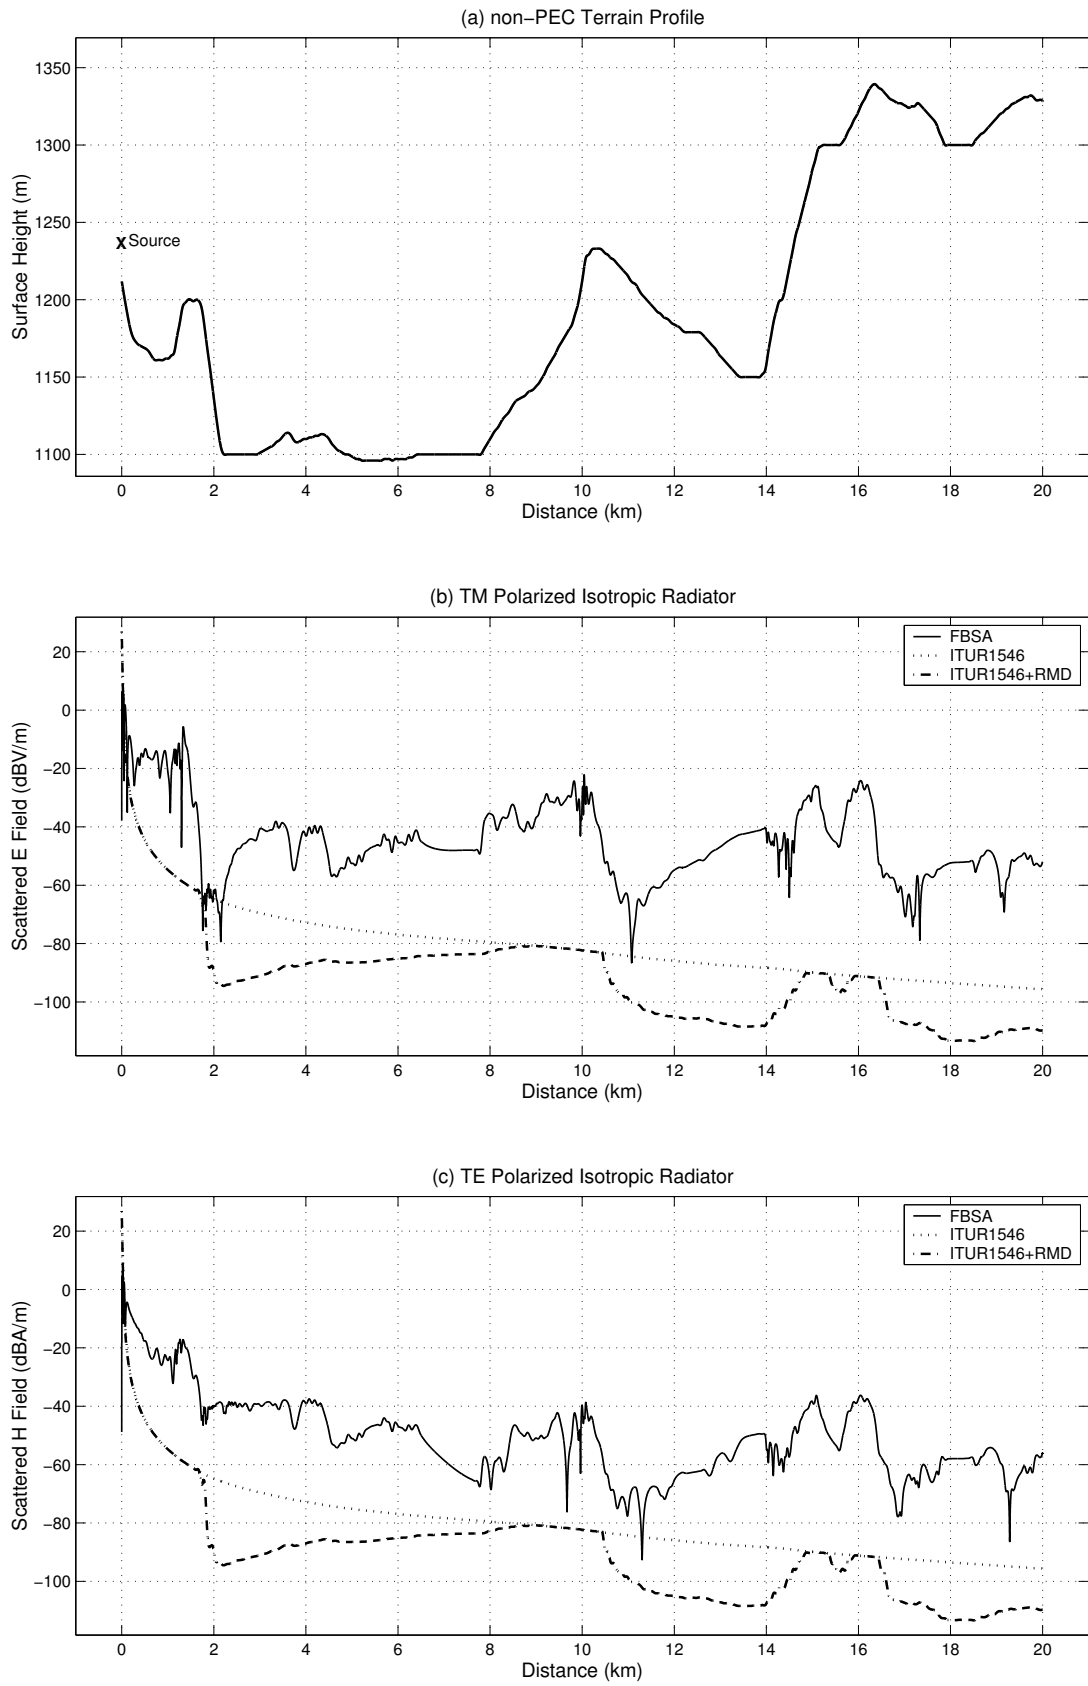 (a) non−PEC Terrain Profile
1350
1300
1250
1200
1150
1100
Surface Height (m)
x Source
0 2 4 6 8 10 12 14 16 18 20
Distance (km)
(b) TM Polarized Isotropic Radiator
20
0
−20
−40
−60
−80
−100
Scattered E Field (dBV/m)
FBSA
ITUR1546
ITUR1546+RMD
0 2 4 6 8 10 12 14 16 18 20
Distance (km)
(c) TE Polarized Isotropic Radiator
20
0
−20
−40
−60
−80
−100
Scattered H Field (dBA/m)
FBSA
ITUR1546
ITUR1546+RMD
0 2 4 6 8 10 12 14 16 18 20
Distance (km)